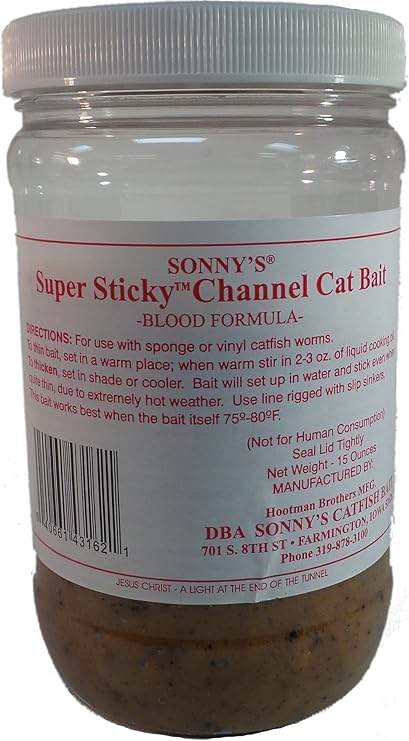 SONNY'S®
Super Sticky™ Channel Cat Bait
-BLOOD FORMULA-
DIRECTIONS: For use with sponge or vinyl catfish worms.
To thin bait, set in a warm place; when warm stir in 2-3 oz. of liquid cooking oil.
To thicken, set in shade or cooler. Bait will set up in water and stick even when
quite thin, due to extremely hot weather. Use line rigged with slip sinkers.
This bait works best when the bait itself 75º-80ºF.
(Not for Human Consumption)
Seal Lid Tightly
Net Weight - 15 Ounces
MANUFACTURED BY:
Hootman Brothers MFG.
DBA SONNY'S CATFISH BAIT
701 S. 8TH ST • FARMINGTON, IOWA
Phone 319-878-3100
43162 1
JESUS CHRIST - A LIGHT AT THE END OF THE TUNNEL